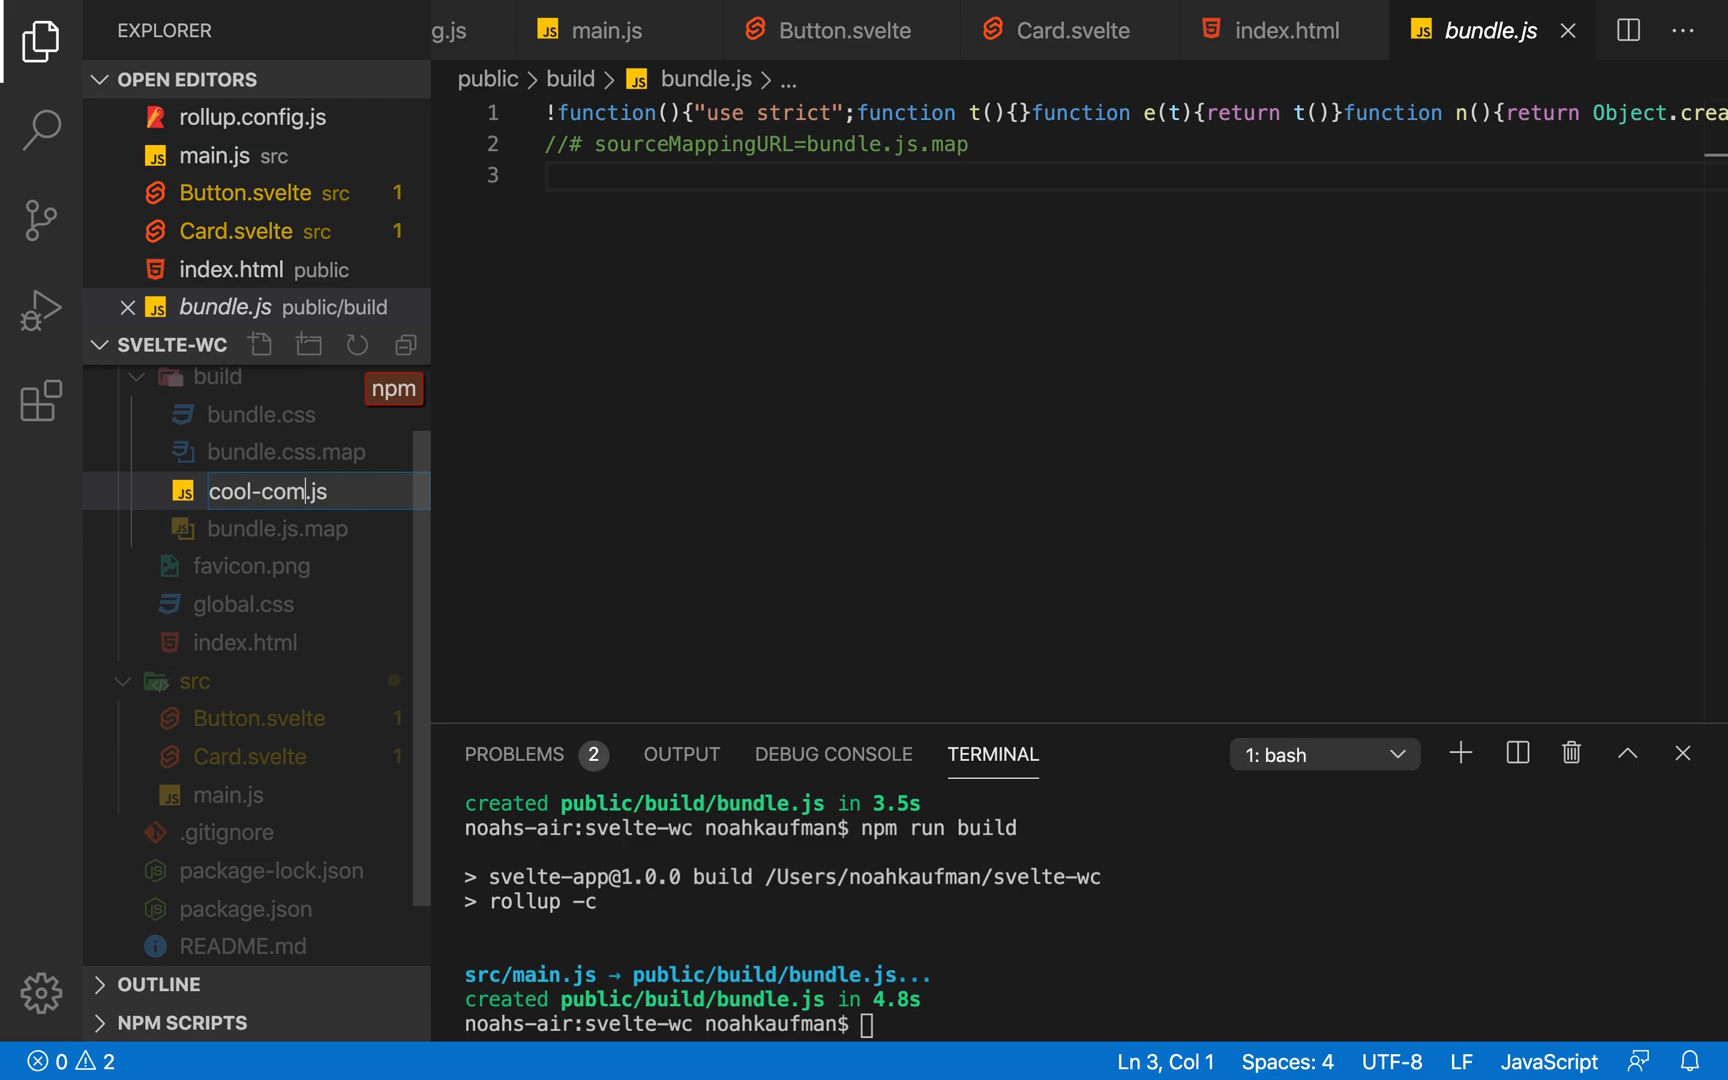 EXPLORER
OPEN EDITORS
rollup.config.js
main.js src
Button.svelte src 1
Card.svelte src 1
index.html public
bundle.js public/build
SVELTE-WC
build
npm
bundle.css
bundle.css.map
cool-com.js
bundle.js.map
favicon.png
global.css
index.html
src
Button.svelte 1
Card.svelte 1
main.js
.gitignore
package-lock.json
package.json
README.md
OUTLINE
NPM SCRIPTS
g.js main.js Button.svelte Card.svelte index.html bundle.js
public > build > bundle.js > ...
1 !function(){"use strict";function t(){}function e(t){return t()}function n(){return Object.crea
2 //# sourceMappingURL=bundle.js.map
3
PROBLEMS 2 OUTPUT DEBUG CONSOLE TERMINAL 1: bash
created public/build/bundle.js in 3.5s
noahs-air:svelte-wc noahkaufman$ npm run build
> svelte-app@1.0.0 build /Users/noahkaufman/svelte-wc
> rollup -c
src/main.js → public/build/bundle.js...
created public/build/bundle.js in 4.8s
noahs-air:svelte-wc noahkaufman$
0 2 Ln 3, Col 1 Spaces: 4 UTF-8 LF JavaScript